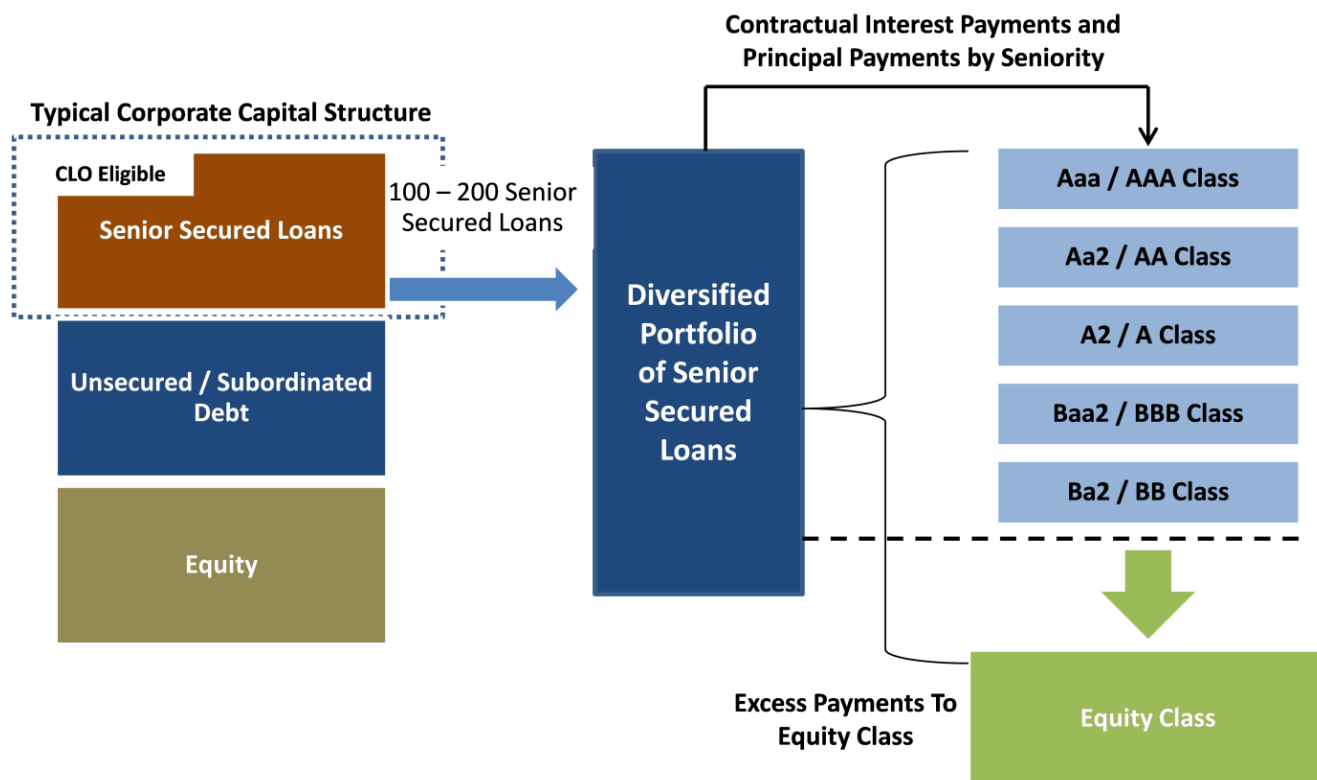 Contractual Interest Payments and
Principal Payments by Seniority
Typical Corporate Capital Structure
CLO Eligible
Senior Secured Loans
100 – 200 Senior
Secured Loans
Unsecured / Subordinated
Debt
Equity
Diversified
Portfolio
of Senior
Secured
Loans
Aaa / AAA Class
Aa2 / AA Class
A2 / A Class
Baa2 / BBB Class
Ba2 / BB Class
Excess Payments To
Equity Class
Equity Class